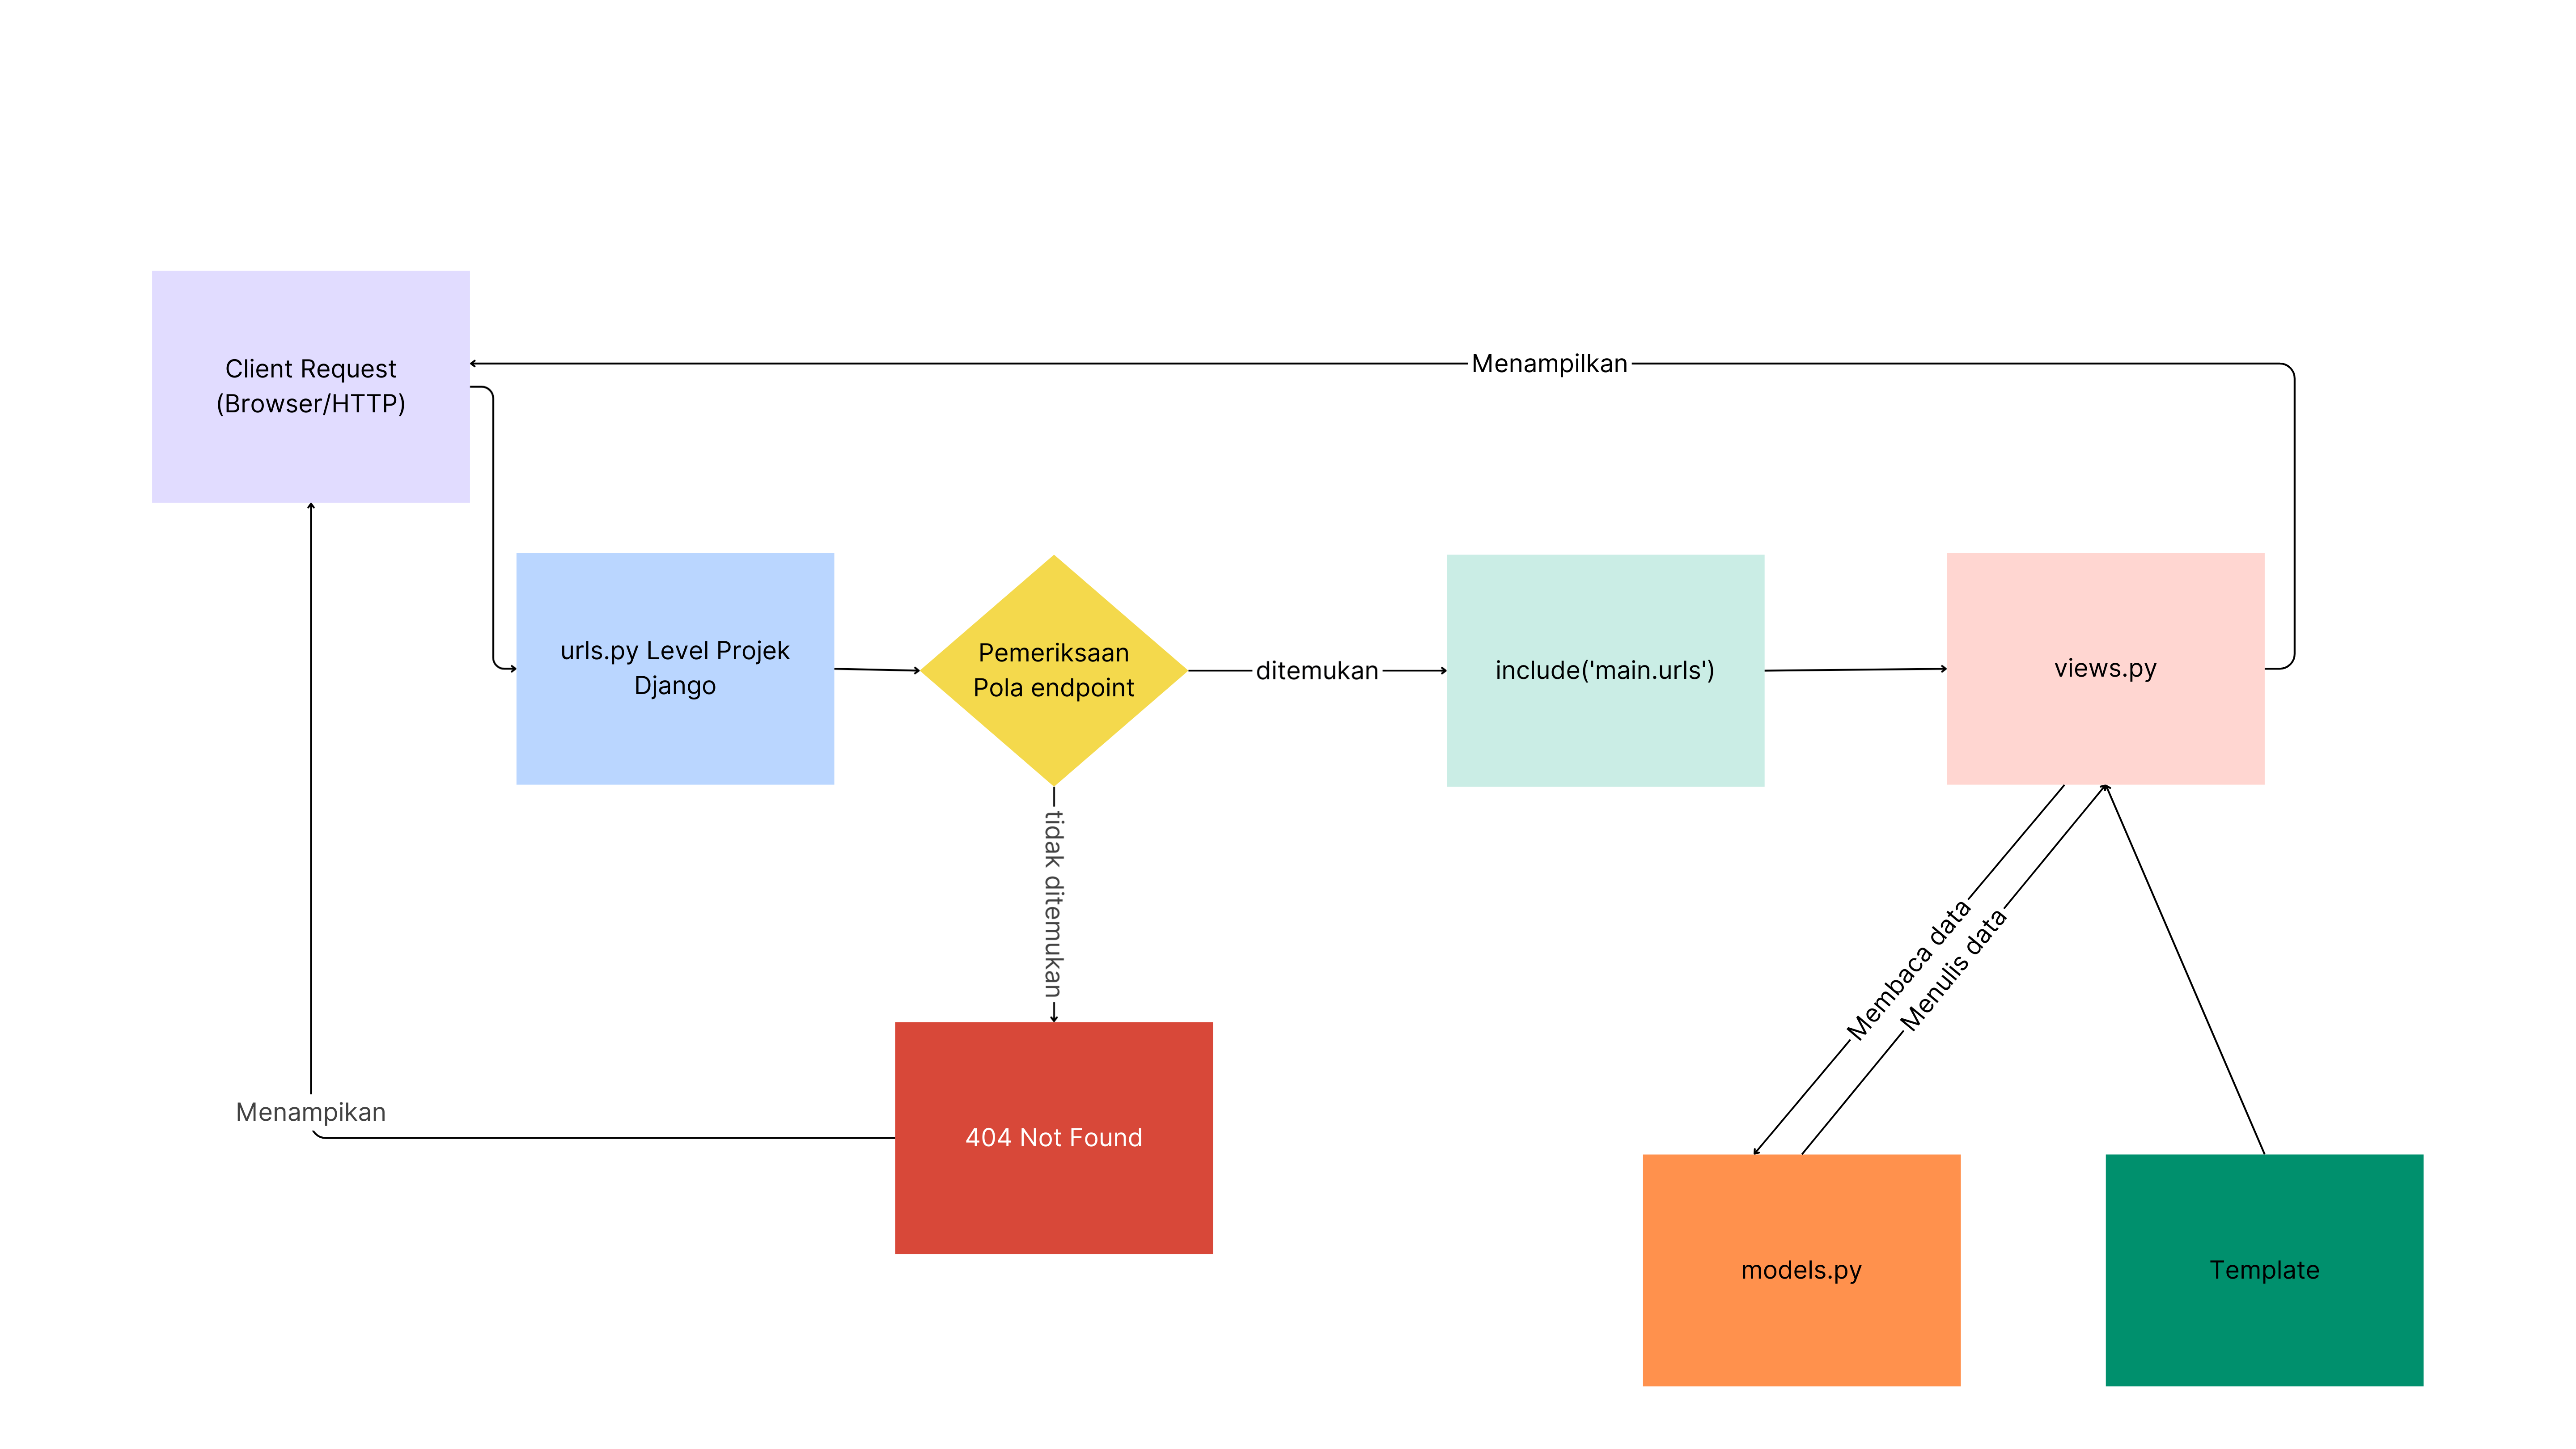 Client Request
(Browser/HTTP)
Menampilkan
urls.py Level Projek
Django
Pemeriksaan
Pola endpoint
ditemukan
include('main.urls')
views.py
tidak ditemukan
Membaca data
Menulis data
Menampikan
404 Not Found
models.py
Template